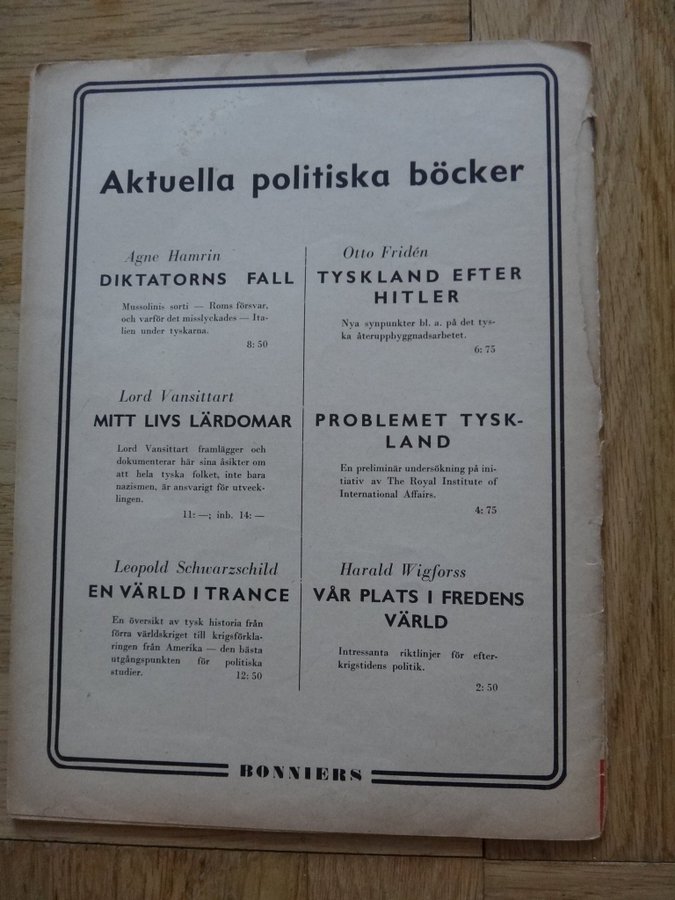 Aktuella politiska böcker
Agne Hamrin
DIKTATORNS FALL
Mussolinis sorti — Roms försvar,
och varför det misslyckades — Ita-
lien under tyskarna.
8: 50
Lord Vansittart
MITT LIVS LÄRDOMAR
Lord Vansittart framlägger och
dokumenterar här sina åsikter om
att hela tyska folket, inte bara
nazismen, är ansvarigt för utveck-
lingen.
11: —; inb. 14: —
Leopold Schwarzschild
EN VÄRLD I TRANCE
En översikt av tysk historia från
förra världskriget till krigsförkla-
ringen från Amerika — den bästa
utgångspunkten för politiska
studier. 12: 50
Otto Fridén
TYSKLAND EFTER
HITLER
Nya synpunkter bl. a. på det tys-
ka återuppbyggnadsarbetet.
6: 75
PROBLEMET TYSK-
LAND
En preliminär undersökning på ini-
tiativ av The Royal Institute of
International Affairs.
4: 75
Harald Wigforss
VÅR PLATS I FREDENS
VÄRLD
Intressanta riktlinjer för efter-
krigstidens politik.
2: 50
BONNIERS